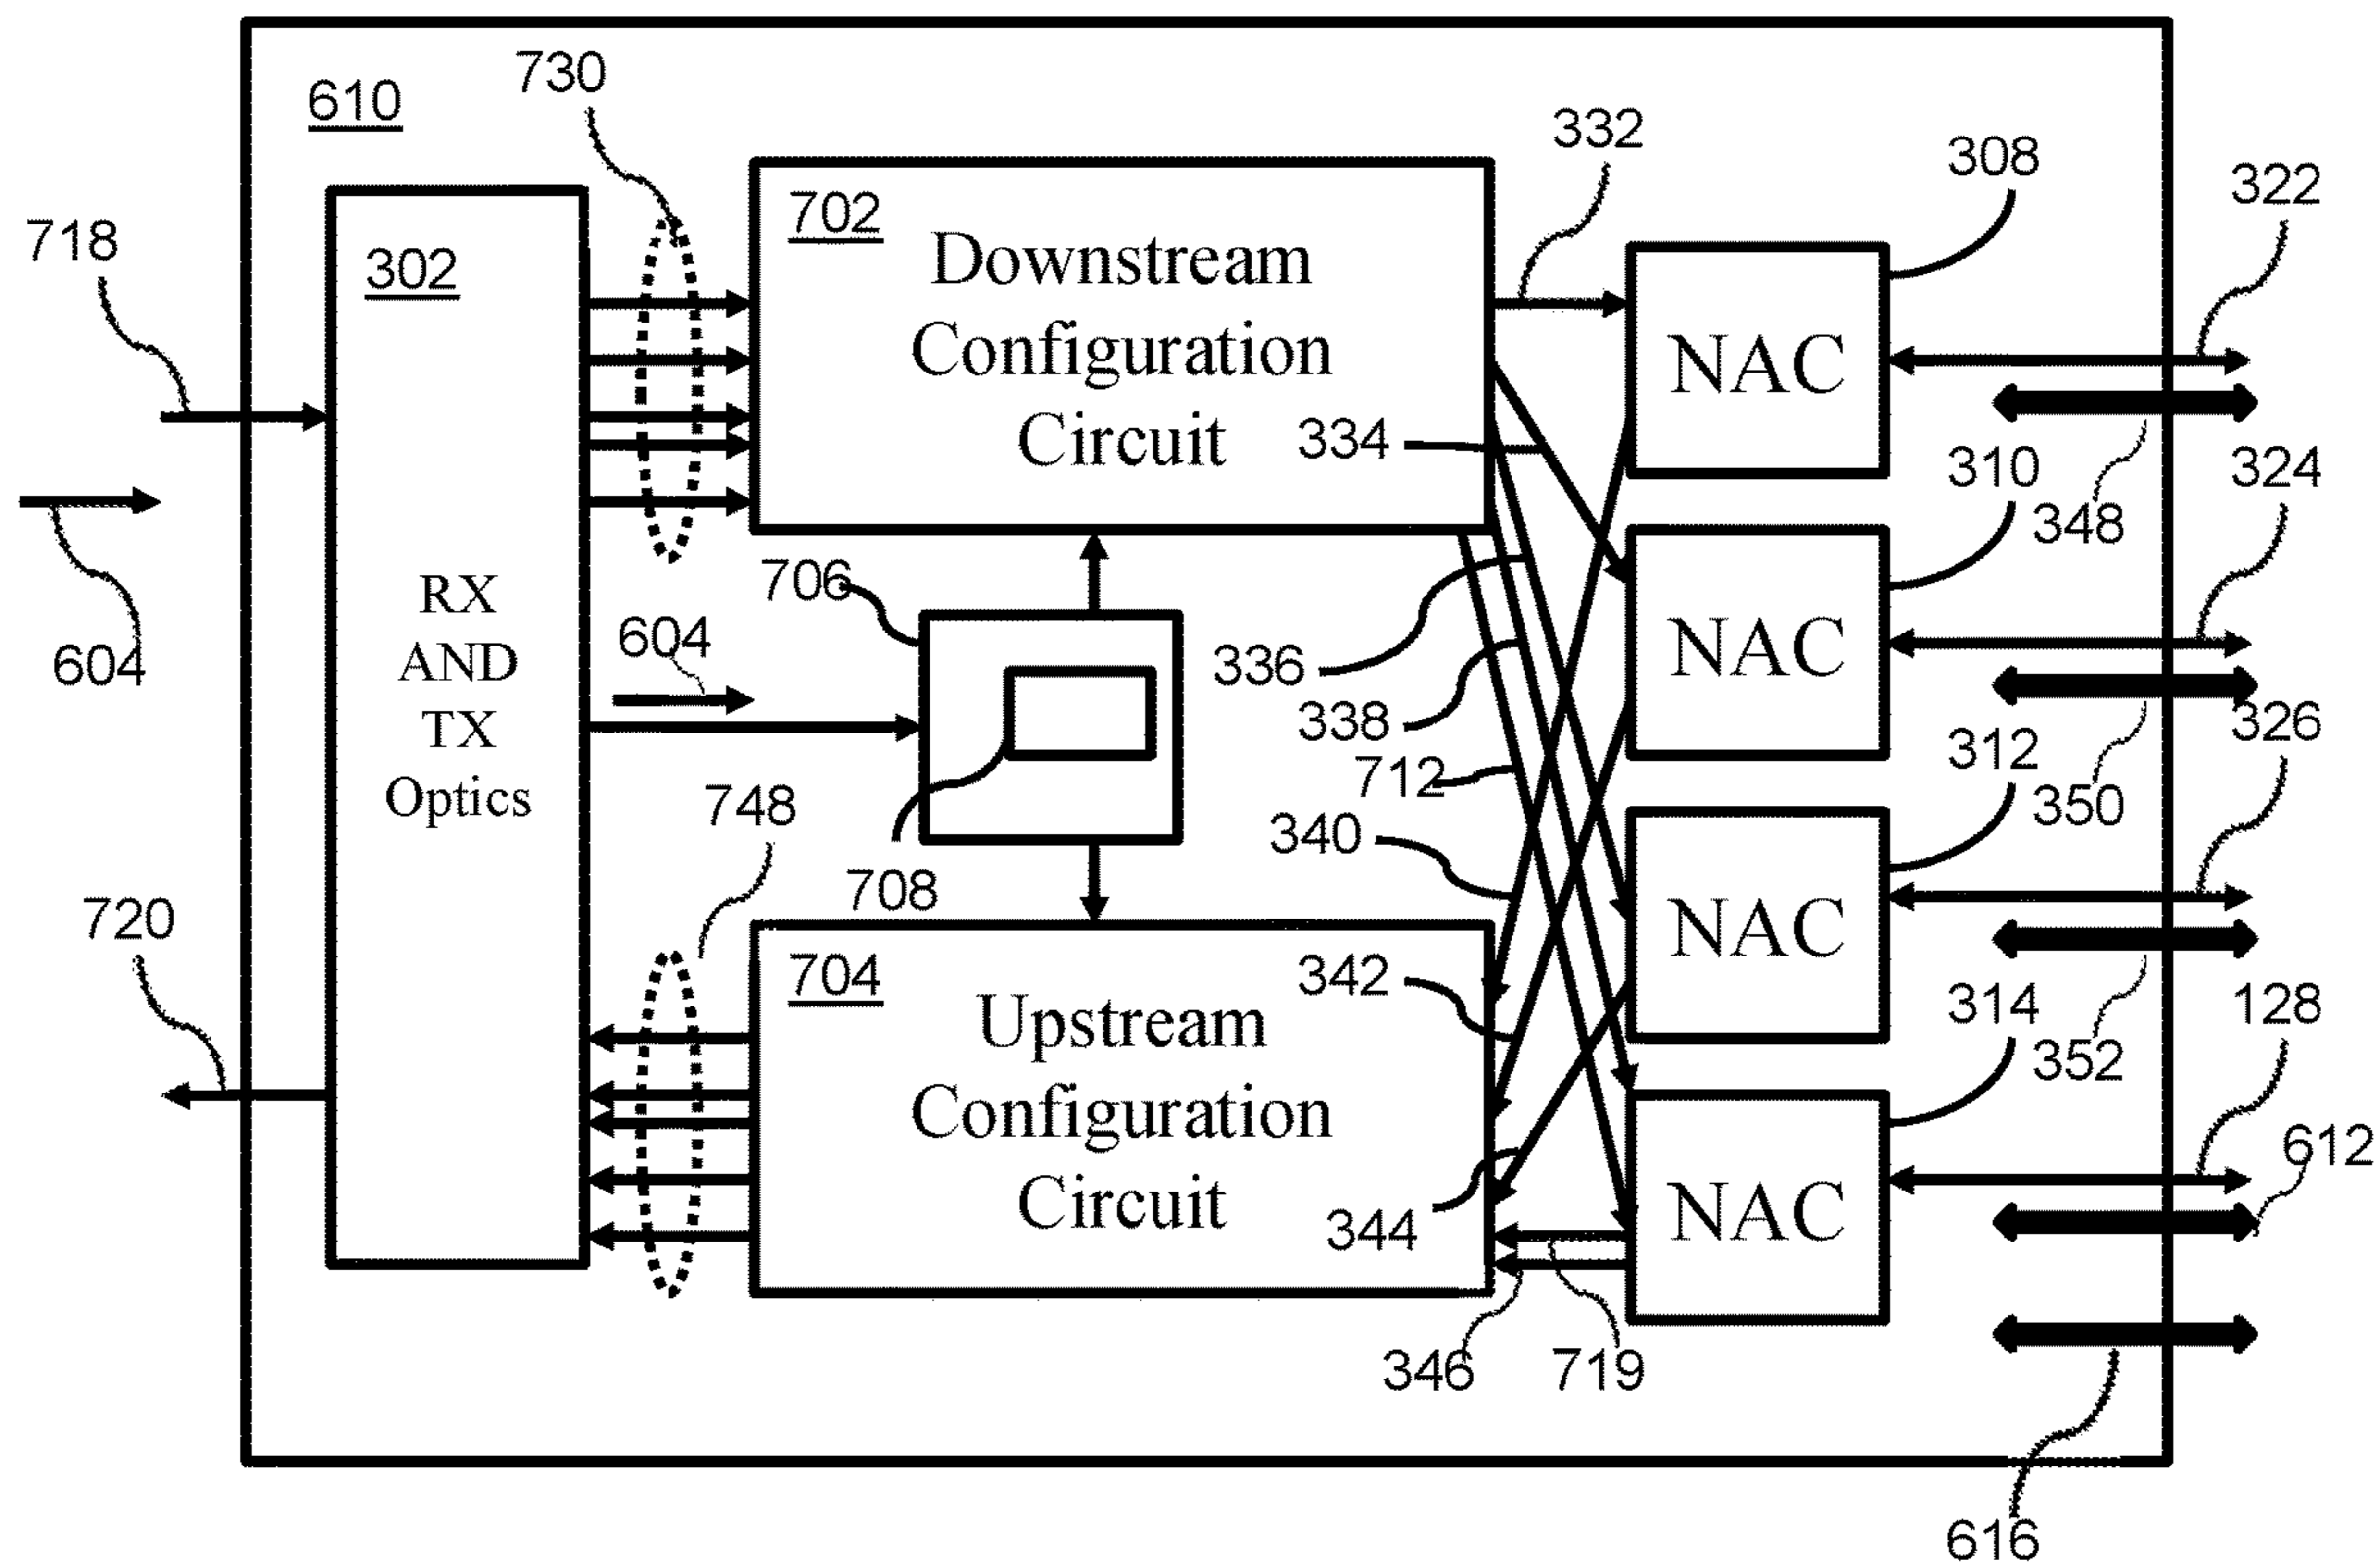 730
610
332
308
322
702
Downstream
Configuration
Circuit
718
302
NAC
334
310
324
348
RX
AND
TX
Optics
706
604
604
336
338
NAC
326
312
712
350
748
340
708
NAC
720
704
Upstream
Configuration
Circuit
342
314
128
352
612
344
NAC
346
719
616